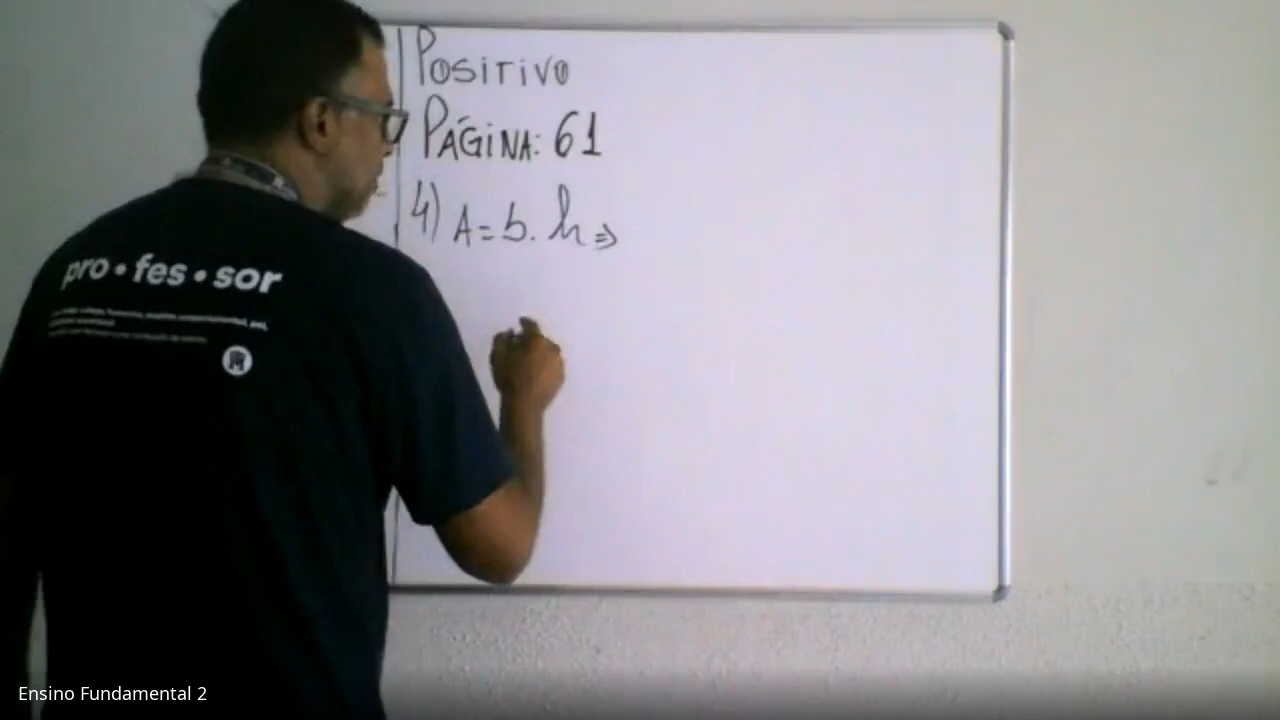 Positivo
Página: 61
4) A = b. h ⇒
pro • fes • sor
Ensino Fundamental 2